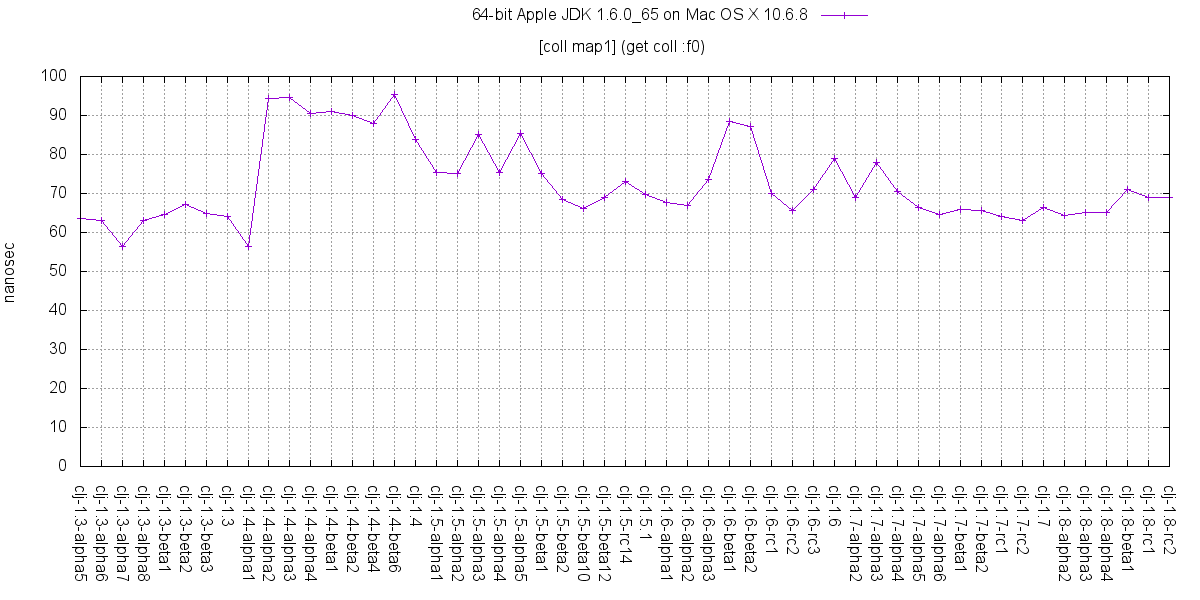 64-bit Apple JDK 1.6.0_65 on Mac OS X 10.6.8
[coll map1] (get coll :f0)
nanosec
100
90
80
70
60
50
40
30
20
10
0
clj-1.3-alpha5
clj-1.3-alpha6
clj-1.3-alpha7
clj-1.3-alpha8
clj-1.3-beta1
clj-1.3-beta2
clj-1.3-beta3
clj-1.3
clj-1.4-alpha1
clj-1.4-alpha2
clj-1.4-alpha3
clj-1.4-alpha4
clj-1.4-beta1
clj-1.4-beta2
clj-1.4-beta4
clj-1.4-beta6
clj-1.4
clj-1.5-alpha1
clj-1.5-alpha2
clj-1.5-alpha3
clj-1.5-alpha4
clj-1.5-alpha5
clj-1.5-beta1
clj-1.5-beta2
clj-1.5-beta10
clj-1.5-beta12
clj-1.5-rc14
clj-1.5.1
clj-1.6-alpha1
clj-1.6-alpha2
clj-1.6-alpha3
clj-1.6-beta1
clj-1.6-beta2
clj-1.6-rc1
clj-1.6-rc2
clj-1.6-rc3
clj-1.6
clj-1.7-alpha2
clj-1.7-alpha3
clj-1.7-alpha4
clj-1.7-alpha5
clj-1.7-alpha6
clj-1.7-beta1
clj-1.7-beta2
clj-1.7-rc1
clj-1.7-rc2
clj-1.7
clj-1.8-alpha2
clj-1.8-alpha3
clj-1.8-alpha4
clj-1.8-beta1
clj-1.8-rc1
clj-1.8-rc2